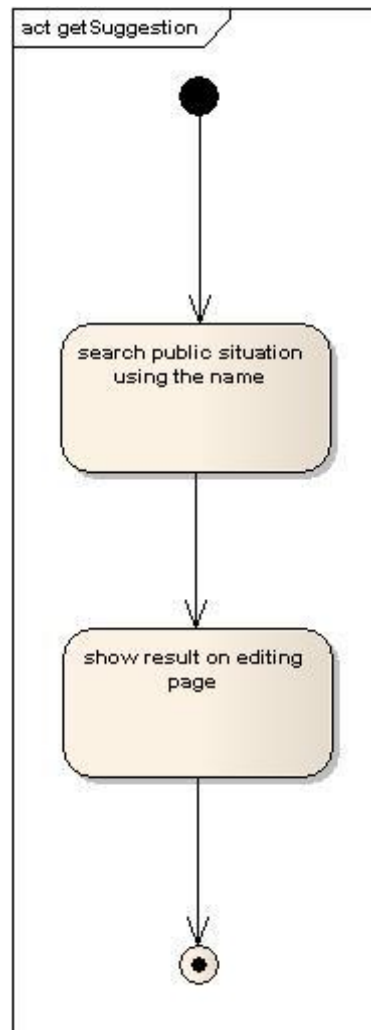 act getSuggestion
search public situation
using the name
show result on editing
page